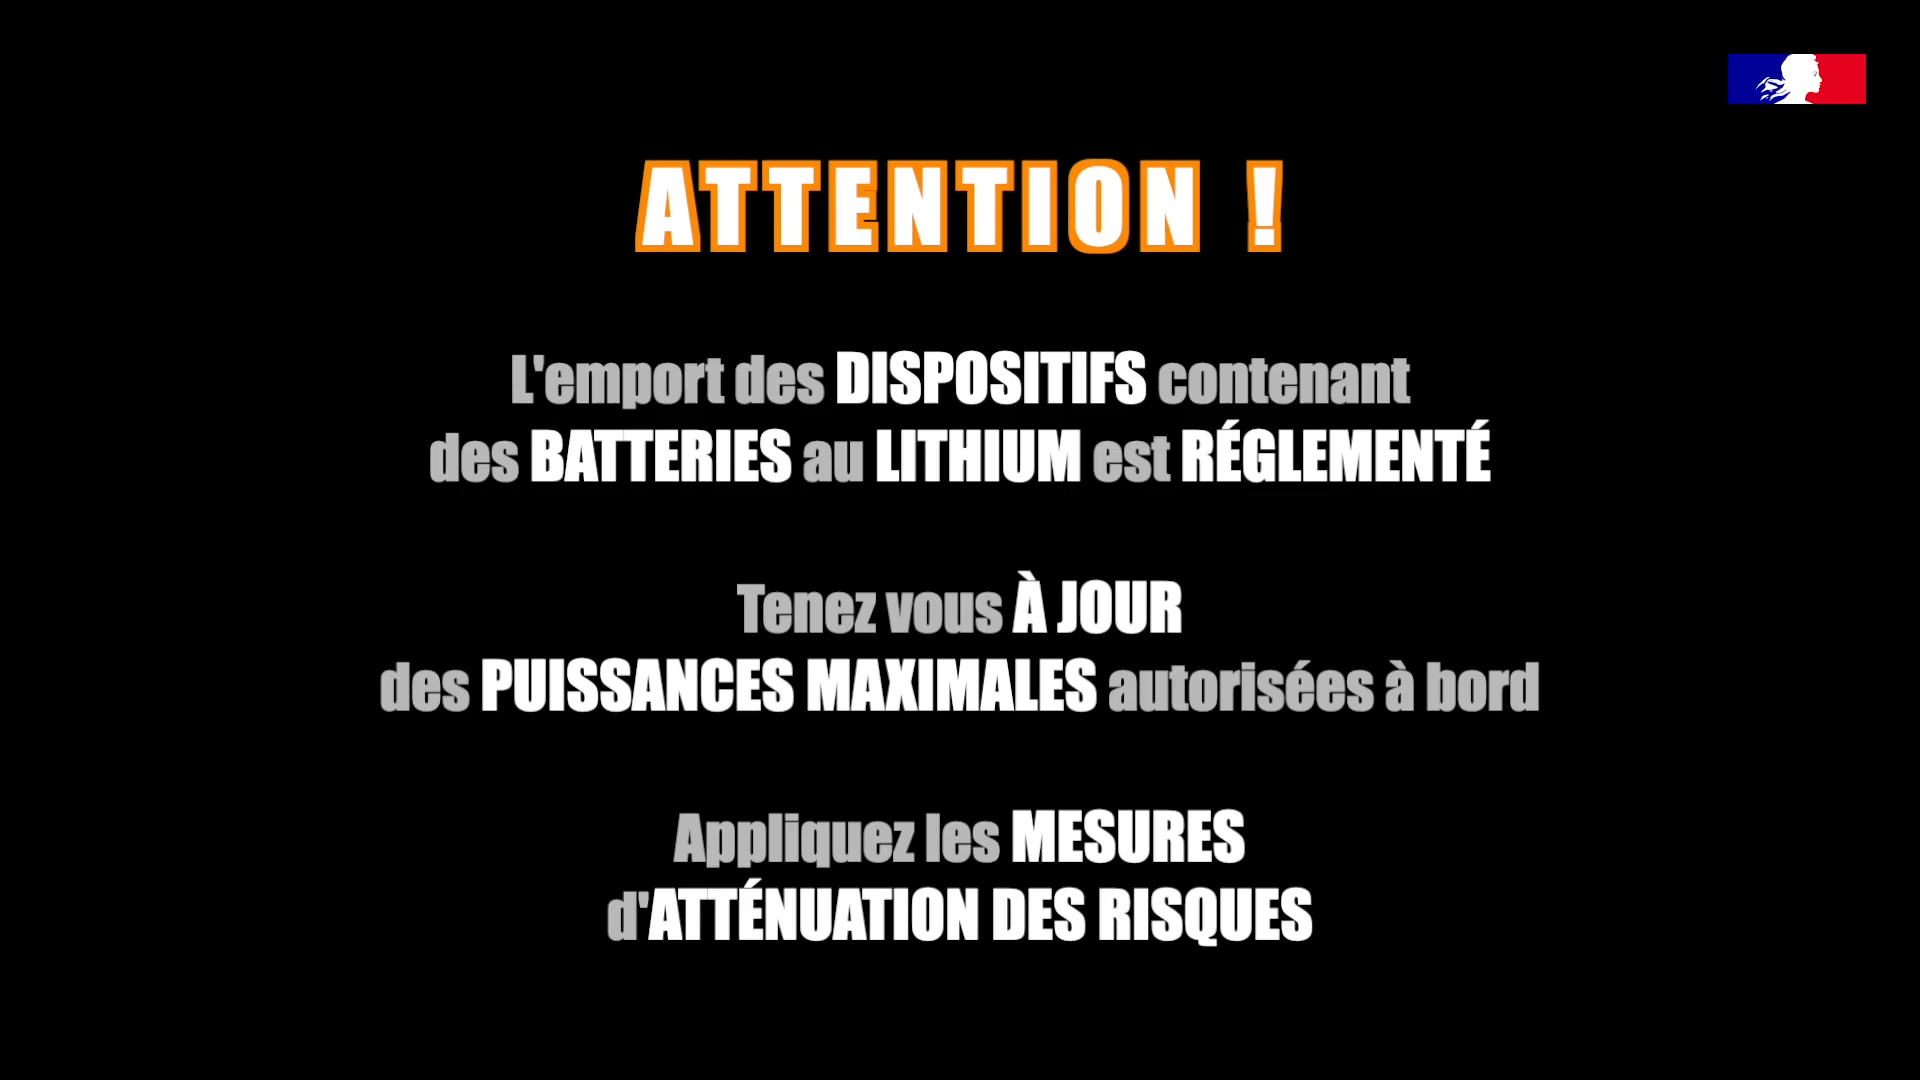 ATTENTION !
L'emport des DISPOSITIFS contenant
des BATTERIES au LITHIUM est RÉGLEMENTÉ
Tenez vous À JOUR
des PUISSANCES MAXIMALES autorisées à bord
Appliquez les MESURES
d'ATTÉNUATION DES RISQUES